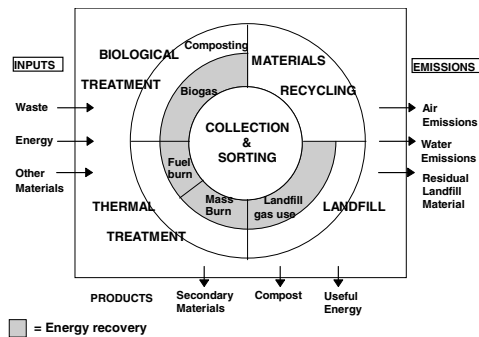 INPUTS
Waste
Energy
Other
Materials
BIOLOGICAL
TREATMENT
Composting
Biogas
MATERIALS
RECYCLING
COLLECTION
&
SORTING
Fuel
burn
Mass
Burn
Landfill
gas use
THERMAL
TREATMENT
LANDFILL
EMISSIONS
Air
Emissions
Water
Emissions
Residual
Landfill
Material
PRODUCTS
Secondary
Materials
Compost
Useful
Energy
= Energy recovery